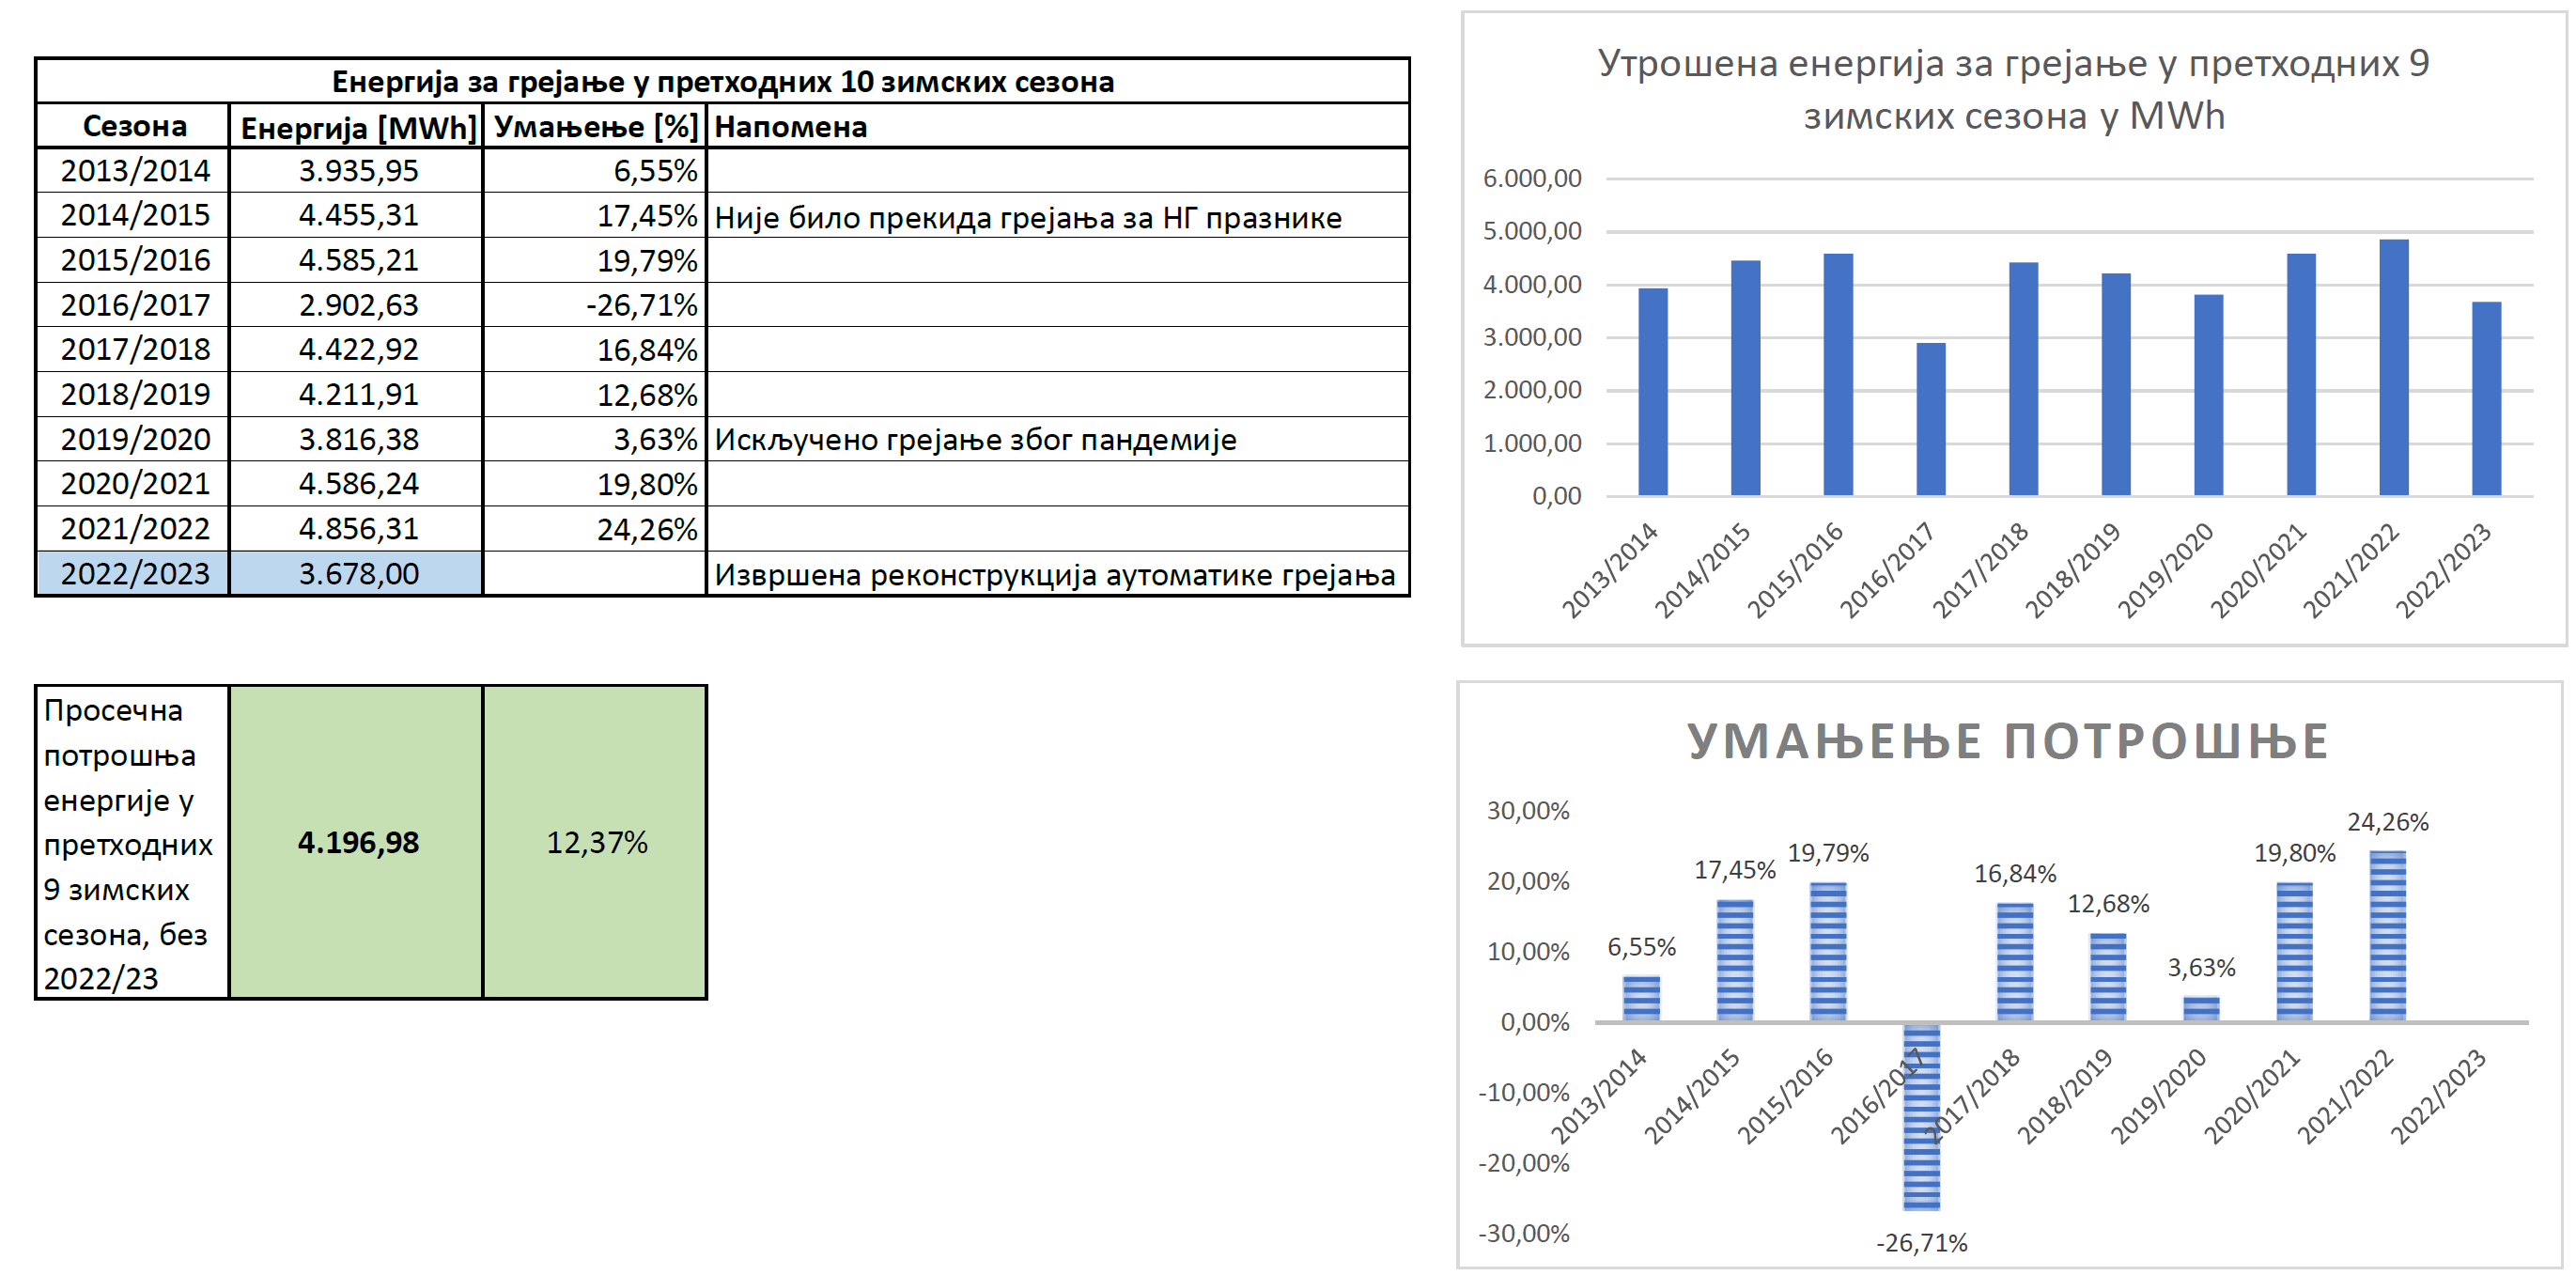 Енергија за грејање у претходних 10 зимских сезона
Сезона Енергија [MWh] Умањење [%] Напомена
2013/2014 3.935,95 6,55%
2014/2015 4.455,31 17,45% Није било прекида грејања за НГ празнике
2015/2016 4.585,21 19,79%
2016/2017 2.902,63 -26,71%
2017/2018 4.422,92 16,84%
2018/2019 4.211,91 12,68%
2019/2020 3.816,38 3,63% Искључено грејање због пандемије
2020/2021 4.586,24 19,80%
2021/2022 4.856,31 24,26%
2022/2023 3.678,00 Извршена реконструкција аутоматике грејања
Просечна
потрошња
енергије у
претходних
9 зимских
сезона, без
2022/23
4.196,98 12,37%
Утрошена енергија за грејање у претходних 9
зимских сезона у MWh
6.000,00
5.000,00
4.000,00
3.000,00
2.000,00
1.000,00
0,00
2013/2014 2014/2015 2015/2016 2016/2017 2017/2018 2018/2019 2019/2020 2020/2021 2021/2022 2022/2023
УМАЊЕЊЕ ПОТРОШЊЕ
30,00%
20,00%
10,00%
0,00%
-10,00%
-20,00%
-30,00%
6,55% 17,45% 19,79% -26,71% 16,84% 12,68% 3,63% 19,80% 24,26%
2013/2014 2014/2015 2015/2016 2016/2017 2017/2018 2018/2019 2019/2020 2020/2021 2021/2022 2022/2023